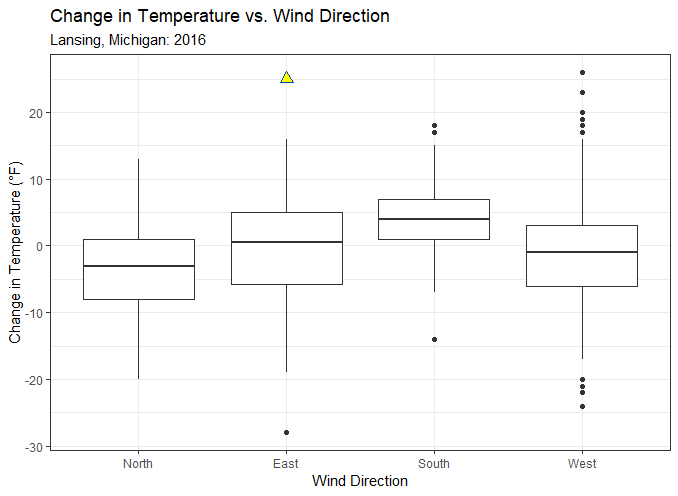 Change in Temperature vs. Wind Direction
Lansing, Michigan: 2016
Change in Temperature (°F)
20
10
0
-10
-20
-30
North East South West
Wind Direction